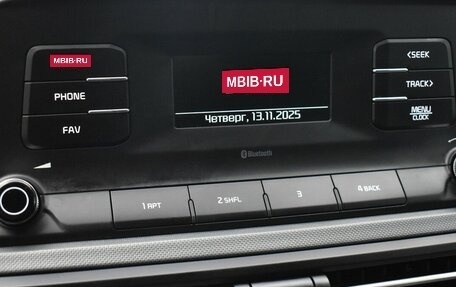 MBIB·RU
PHONE
FAV
MBIB·RU
Четверг, 13.11.2025
<SEEK
TRACK>
MENU
CLOCK
Bluetooth
1 RPT
2 SHFL
3
4 BACK